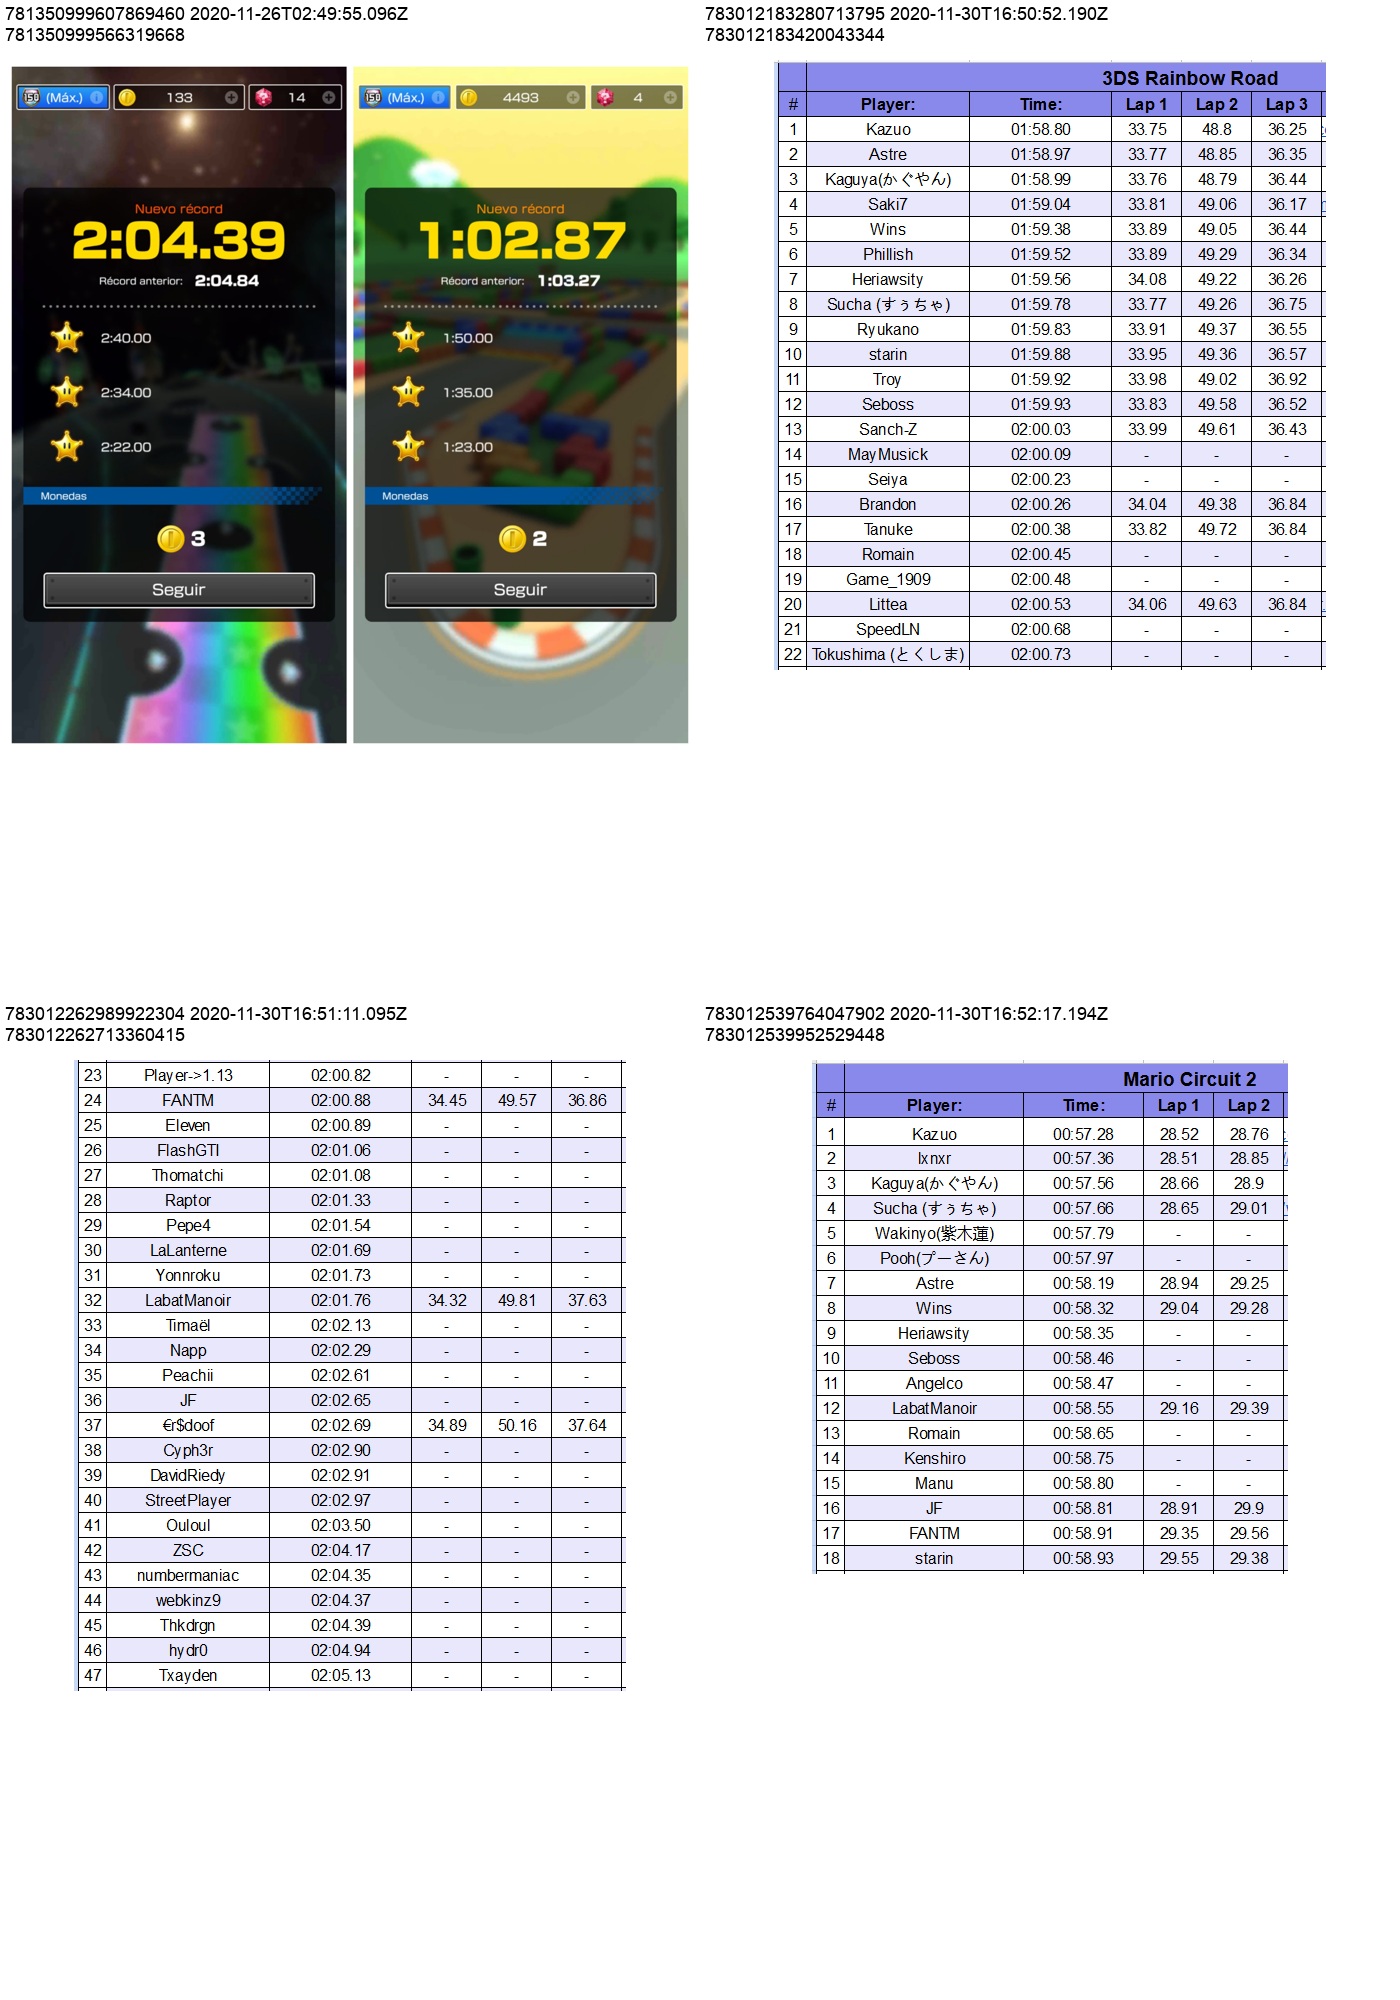 781350999607869460 2020-11-26T02:49:55.096Z
781350999566319668
(Máx.) 133 14
Nuevo récord
2:04.39
Récord anterior: 2:04.84
2:40.00
2:34.00
2:22.00
Monedas
3
Seguir
(Máx.) 4493 4
Nuevo récord
1:02.87
Récord anterior: 1:03.27
1:50.00
1:35.00
1:23.00
Monedas
2
Seguir
783012183280713795 2020-11-30T16:50:52.190Z
783012183420043344
3DS Rainbow Road
# Player: Time: Lap 1 Lap 2 Lap 3
1 Kazuo 01:58.80 33.75 48.8 36.25
2 Astre 01:58.97 33.77 48.85 36.35
3 Kaguya(かぐやん) 01:58.99 33.76 48.79 36.44
4 Saki7 01:59.04 33.81 49.06 36.17
5 Wins 01:59.38 33.89 49.05 36.44
6 Phillish 01:59.52 33.89 49.29 36.34
7 Heriawsity 01:59.56 34.08 49.22 36.26
8 Sucha (すぅちゃ) 01:59.78 33.77 49.26 36.75
9 Ryukano 01:59.83 33.91 49.37 36.55
10 starin 01:59.88 33.95 49.36 36.57
11 Troy 01:59.92 33.98 49.02 36.92
12 Seboss 01:59.93 33.83 49.58 36.52
13 Sanch-Z 02:00.03 33.99 49.61 36.43
14 MayMusick 02:00.09 - - -
15 Seiya 02:00.23 - - -
16 Brandon 02:00.26 34.04 49.38 36.84
17 Tanuke 02:00.38 33.82 49.72 36.84
18 Romain 02:00.45 - - -
19 Game_1909 02:00.48 - - -
20 Littea 02:00.53 34.06 49.63 36.84
21 SpeedLN 02:00.68 - - -
22 Tokushima (とくしま) 02:00.73 - - -
783012262989922304 2020-11-30T16:51:11.095Z
783012262713360415
23 Player->1.13 02:00.82 - - -
24 FANTM 02:00.88 34.45 49.57 36.86
25 Eleven 02:00.89 - - -
26 FlashGTI 02:01.06 - - -
27 Thomatchi 02:01.08 - - -
28 Raptor 02:01.33 - - -
29 Pepe4 02:01.54 - - -
30 LaLanterne 02:01.69 - - -
31 Yonnroku 02:01.73 - - -
32 LabatManoir 02:01.76 34.32 49.81 37.63
33 Timaël 02:02.13 - - -
34 Napp 02:02.29 - - -
35 Peachii 02:02.61 - - -
36 JF 02:02.65 - - -
37 €r$doof 02:02.69 34.89 50.16 37.64
38 Cyph3r 02:02.90 - - -
39 DavidRiedy 02:02.91 - - -
40 StreetPlayer 02:02.97 - - -
41 Ouloul 02:03.50 - - -
42 ZSC 02:04.17 - - -
43 numbermaniac 02:04.35 - - -
44 webkinz9 02:04.37 - - -
45 Thkdrgn 02:04.39 - - -
46 hydr0 02:04.94 - - -
47 Txayden 02:05.13 - - -
783012539764047902 2020-11-30T16:52:17.194Z
783012539952529448
Mario Circuit 2
# Player: Time: Lap 1 Lap 2
1 Kazuo 00:57.28 28.52 28.76
2 lxnxr 00:57.36 28.51 28.85
3 Kaguya(かぐやん) 00:57.56 28.66 28.9
4 Sucha (すぅちゃ) 00:57.66 28.65 29.01
5 Wakinyo(紫木蓮) 00:57.79 - -
6 Pooh(プーさん) 00:57.97 - -
7 Astre 00:58.19 28.94 29.25
8 Wins 00:58.32 29.04 29.28
9 Heriawsity 00:58.35 - -
10 Seboss 00:58.46 - -
11 Angelco 00:58.47 - -
12 LabatManoir 00:58.55 29.16 29.39
13 Romain 00:58.65 - -
14 Kenshiro 00:58.75 - -
15 Manu 00:58.80 - -
16 JF 00:58.81 28.91 29.9
17 FANTM 00:58.91 29.35 29.56
18 starin 00:58.93 29.55 29.38